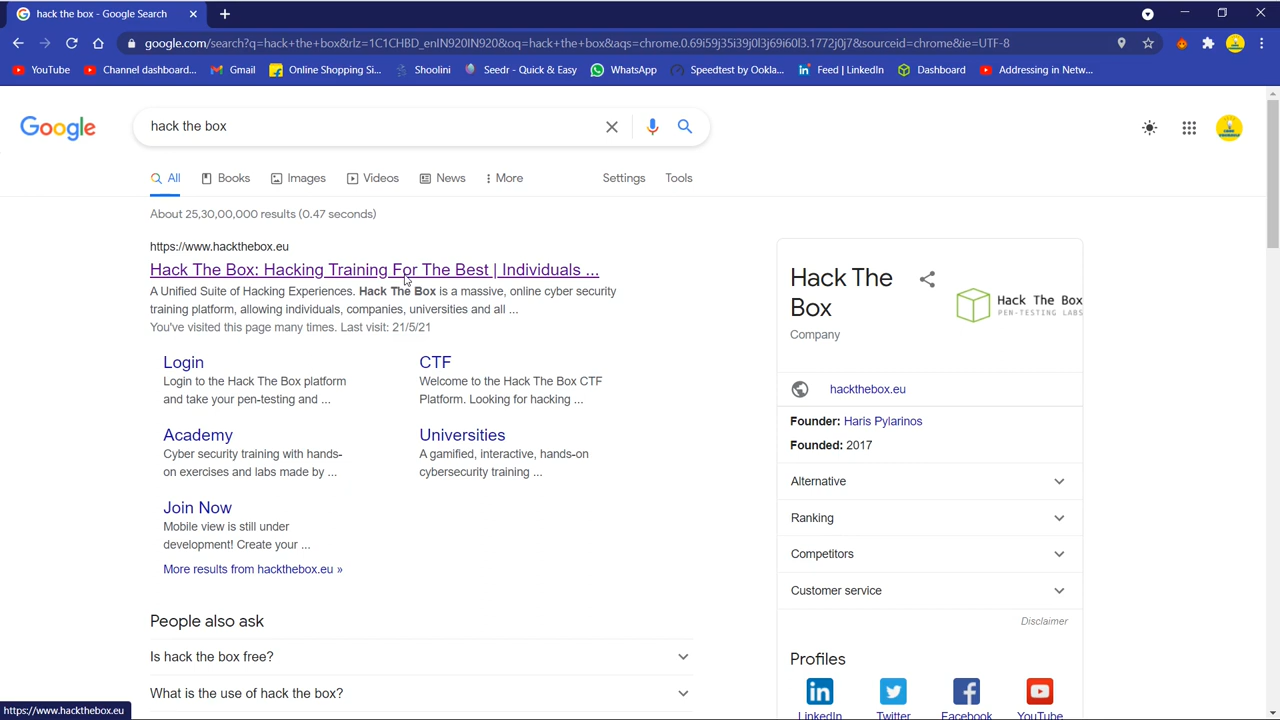 hack the box - Google Search
google.com/search?q=hack+the+box&rlz=1C1CHBD_enIN920IN920&oq=hack+the+box&aqs=chrome.0.69i59j35i39j0l3j69i60l3.1772j0j7&sourceid=chrome&ie=UTF-8
YouTube
Channel dashboard...
Gmail
Online Shopping Si...
Shoolini
Seedr - Quick & Easy
WhatsApp
Speedtest by Ookla...
Feed | LinkedIn
Dashboard
Addressing in Netw...
Google
hack the box
All
Books
Images
Videos
News
More
Settings
Tools
About 25,30,00,000 results (0.47 seconds)
https://www.hackthebox.eu
Hack The Box: Hacking Training For The Best | Individuals ...
A Unified Suite of Hacking Experiences. Hack The Box is a massive, online cyber security
training platform, allowing individuals, companies, universities and all ...
You've visited this page many times. Last visit: 21/5/21
Login
Login to the Hack The Box platform
and take your pen-testing and ...
CTF
Welcome to the Hack The Box CTF
Platform. Looking for hacking ...
Academy
Cyber security training with hands-
on exercises and labs made by ...
Universities
A gamified, interactive, hands-on
cybersecurity training ...
Join Now
Mobile view is still under
development! Create your ...
More results from hackthebox.eu »
People also ask
Is hack the box free?
What is the use of hack the box?
Hack The
Box
Company
Hack The Box
PEN-TESTING LABS
hackthebox.eu
Founder: Haris Pylarinos
Founded: 2017
Alternative
Ranking
Competitors
Customer service
Disclaimer
Profiles
LinkedIn
Twitter
Facebook
YouTube
https://www.hackthebox.eu